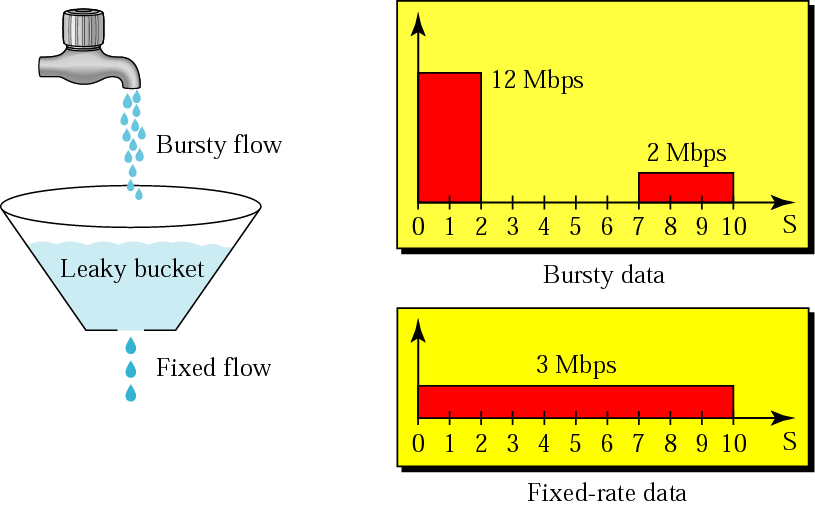 Bursty flow
Leaky bucket
Fixed flow
12 Mbps
2 Mbps
0 1 2 3 4 5 6 7 8 9 10 S
Bursty data
3 Mbps
0 1 2 3 4 5 6 7 8 9 10 S
Fixed-rate data